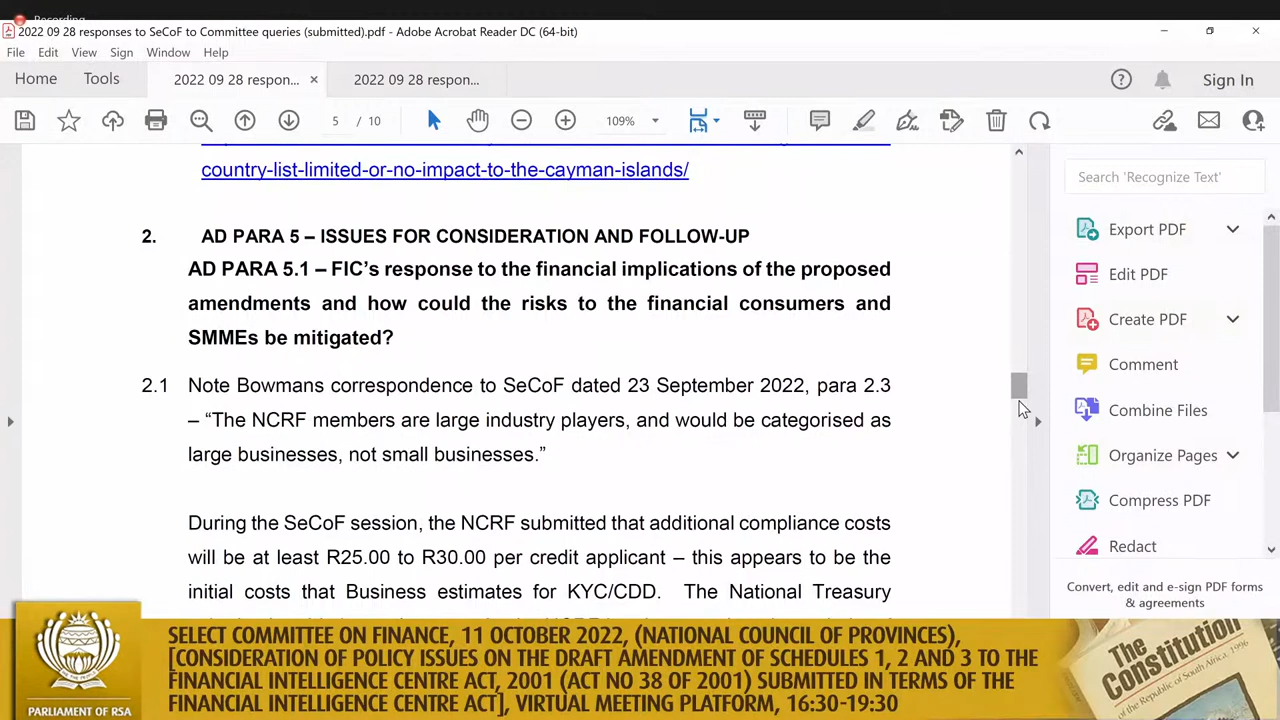 Recording
2022 09 28 responses to SeCoF to Committee queries (submitted).pdf - Adobe Acrobat Reader DC (64-bit)
File Edit View Sign Window Help
Home Tools 2022 09 28 respon... × 2022 09 28 respon... Sign In
5 / 10 109%
country-list-limited-or-no-impact-to-the-cayman-islands/
2. AD PARA 5 – ISSUES FOR CONSIDERATION AND FOLLOW-UP
AD PARA 5.1 – FIC's response to the financial implications of the proposed
amendments and how could the risks to the financial consumers and
SMMEs be mitigated?
2.1 Note Bowmans correspondence to SeCoF dated 23 September 2022, para 2.3
– “The NCRF members are large industry players, and would be categorised as
large businesses, not small businesses.”
During the SeCoF session, the NCRF submitted that additional compliance costs
will be at least R25.00 to R30.00 per credit applicant – this appears to be the
initial costs that Business estimates for KYC/CDD. The National Treasury
Search 'Recognize Text'
Export PDF
Edit PDF
Create PDF
Comment
Combine Files
Organize Pages
Compress PDF
Redact
Convert, edit and e-sign PDF forms
& agreements
PARLIAMENT OF RSA
SELECT COMMITTEE ON FINANCE, 11 OCTOBER 2022, (NATIONAL COUNCIL OF PROVINCES),
[CONSIDERATION OF POLICY ISSUES ON THE DRAFT AMENDMENT OF SCHEDULES 1, 2 AND 3 TO THE
FINANCIAL INTELLIGENCE CENTRE ACT, 2001 (ACT NO 38 OF 2001) SUBMITTED IN TERMS OF THE
FINANCIAL INTELLIGENCE CENTRE ACT], VIRTUAL MEETING PLATFORM, 16:30-19:30
The
Constitution
of the Republic of South Africa, 1996